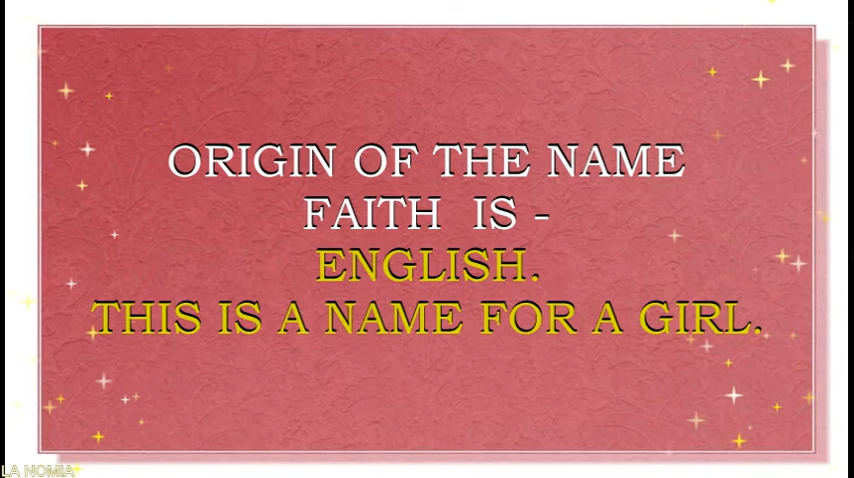 ORIGIN OF THE NAME
FAITH IS -
ENGLISH.
THIS IS A NAME FOR A GIRL.
LA NOMIA